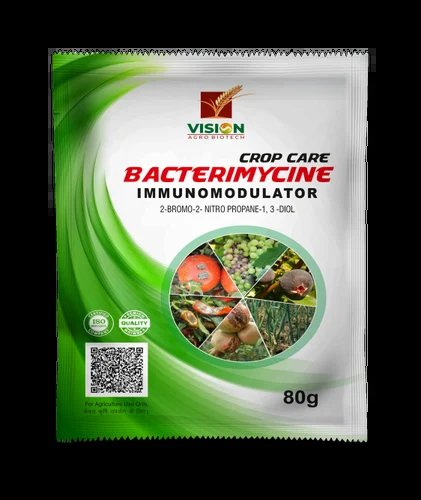 VISION
AGRO BIOTECH
CROP CARE
BACTERIMYCINE
IMMUNOMODULATOR
2-BROMO-2- NITRO PROPANE-1, 3 -DIOL
ISO
QUALITY
For Agriculture Use Only
80g